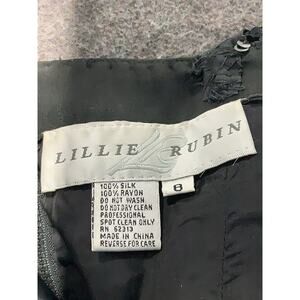 LILLIE RUBIN
8
100% SILK
100% RAYON
DO NOT WASH
DO NOT DRY CLEAN
PROFESSIONAL
SPOT CLEAN ONLY
RN 62313
MADE IN CHINA
REVERSE FOR CARE